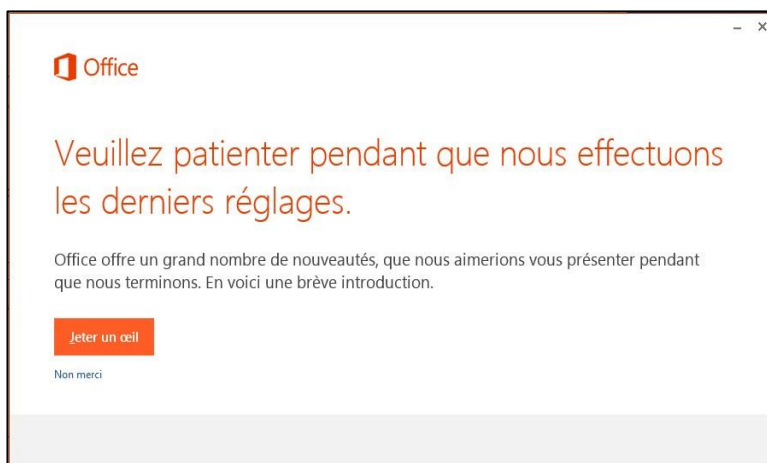 Office
Veuillez patienter pendant que nous effectuons
les derniers réglages.
Office offre un grand nombre de nouveautés, que nous aimerions vous présenter pendant
que nous terminons. En voici une brève introduction.
Jeter un œil
Non merci